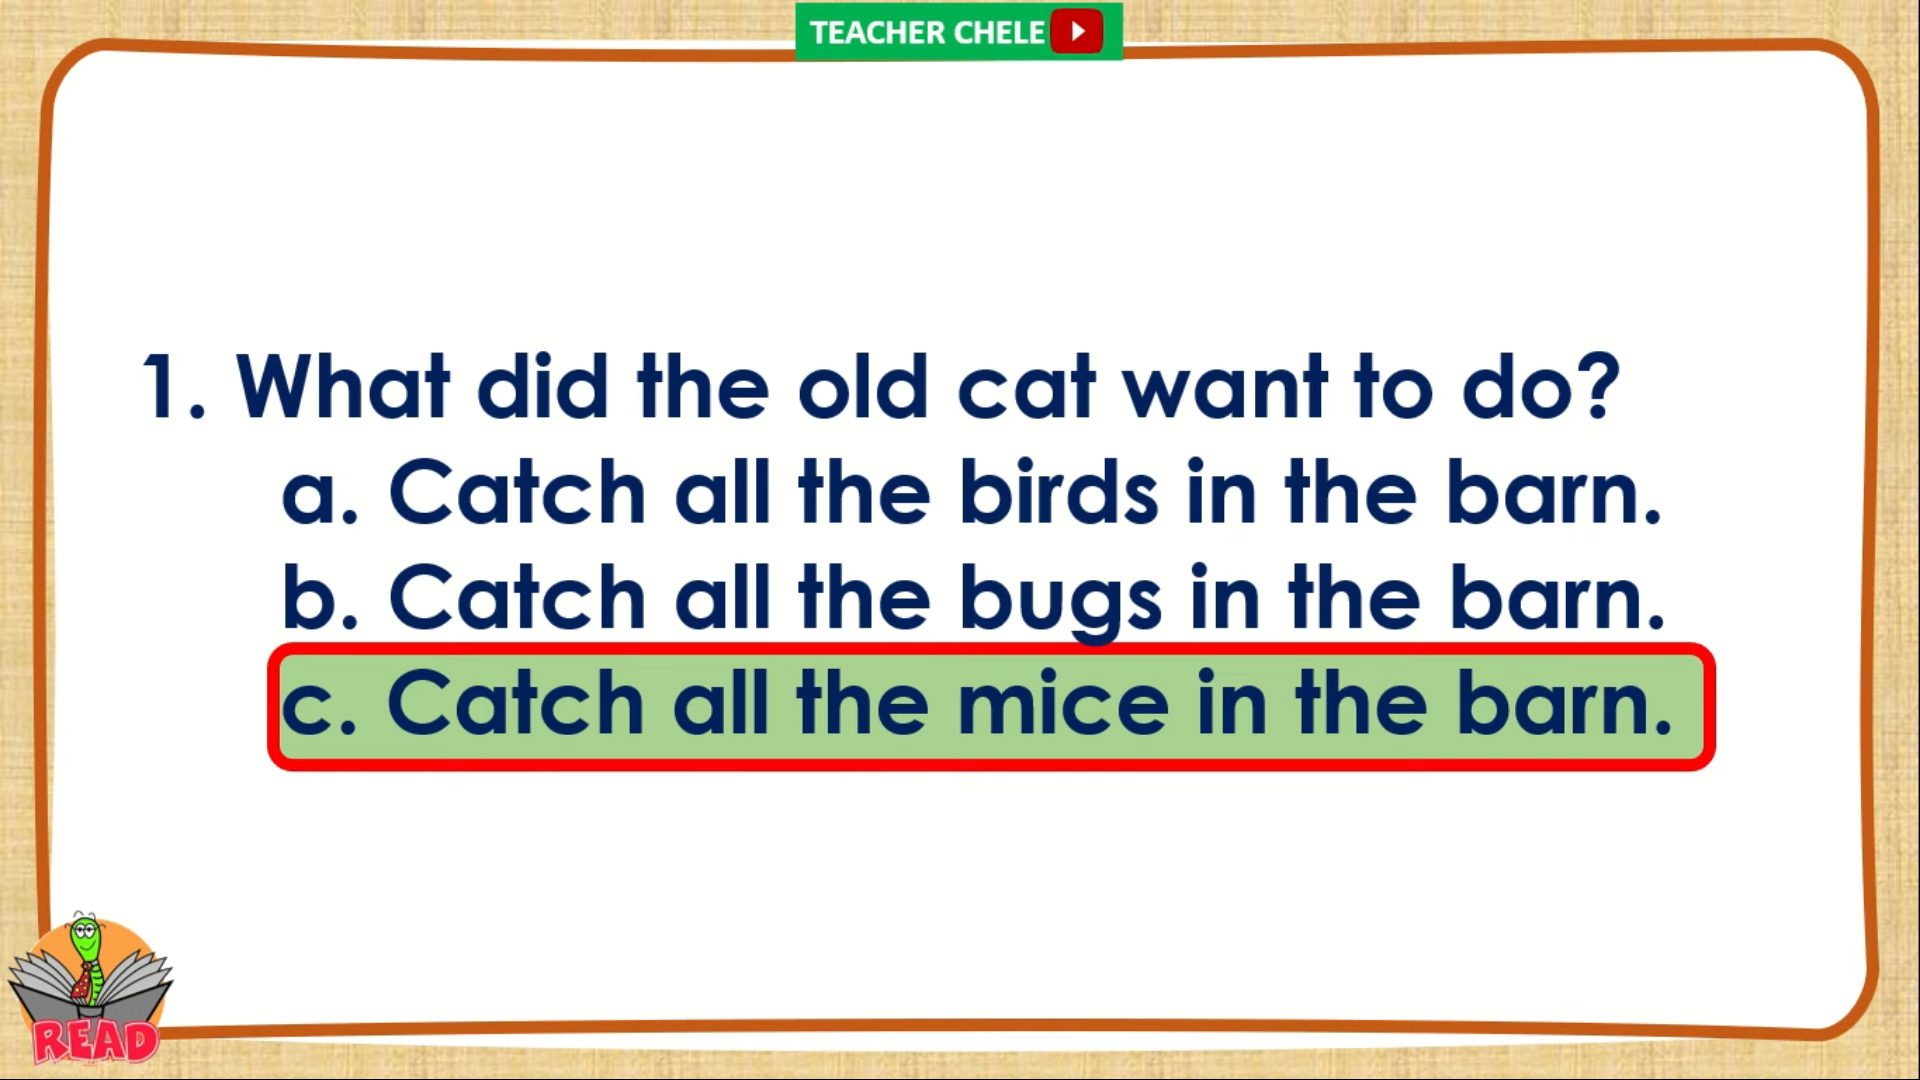 TEACHER CHELE
1. What did the old cat want to do?
a. Catch all the birds in the barn.
b. Catch all the bugs in the barn.
c. Catch all the mice in the barn.
READ